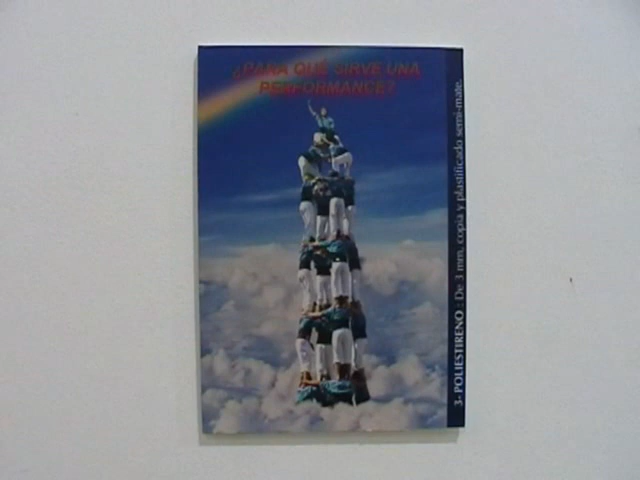 ¿PARA QUÉ SIRVE UNA
PERFORMANCE?
3- POLIESTIRENO : De 3 mm, copia y plastificado semi-mate.